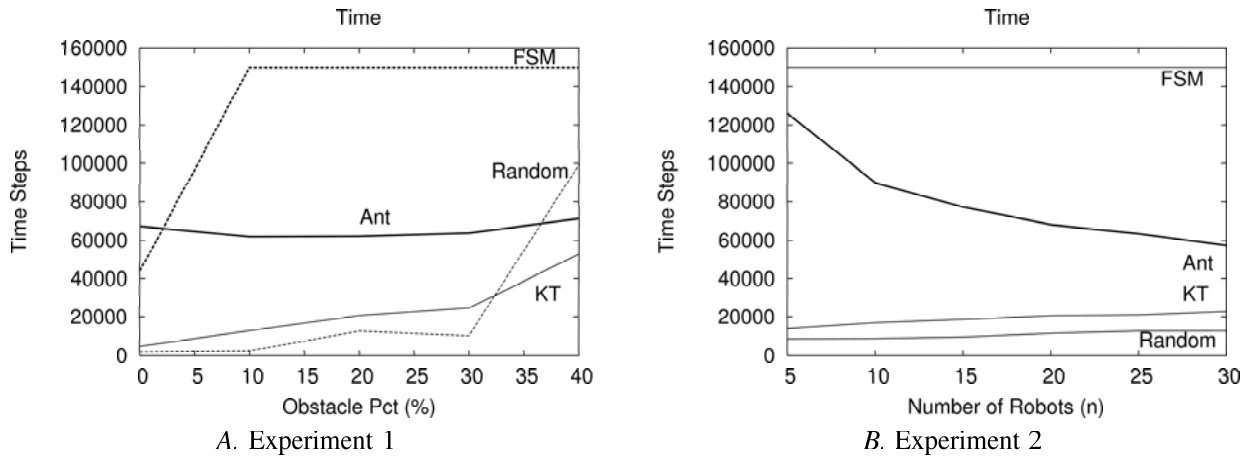 Time
160000
140000
120000
100000
80000
60000
40000
20000
0
Time Steps
FSM
Random
Ant
KT
0 5 10 15 20 25 30 35 40
Obstacle Pct (%)
A. Experiment 1
Time
160000
140000
120000
100000
80000
60000
40000
20000
0
Time Steps
FSM
Ant
KT
Random
5 10 15 20 25 30
Number of Robots (n)
B. Experiment 2